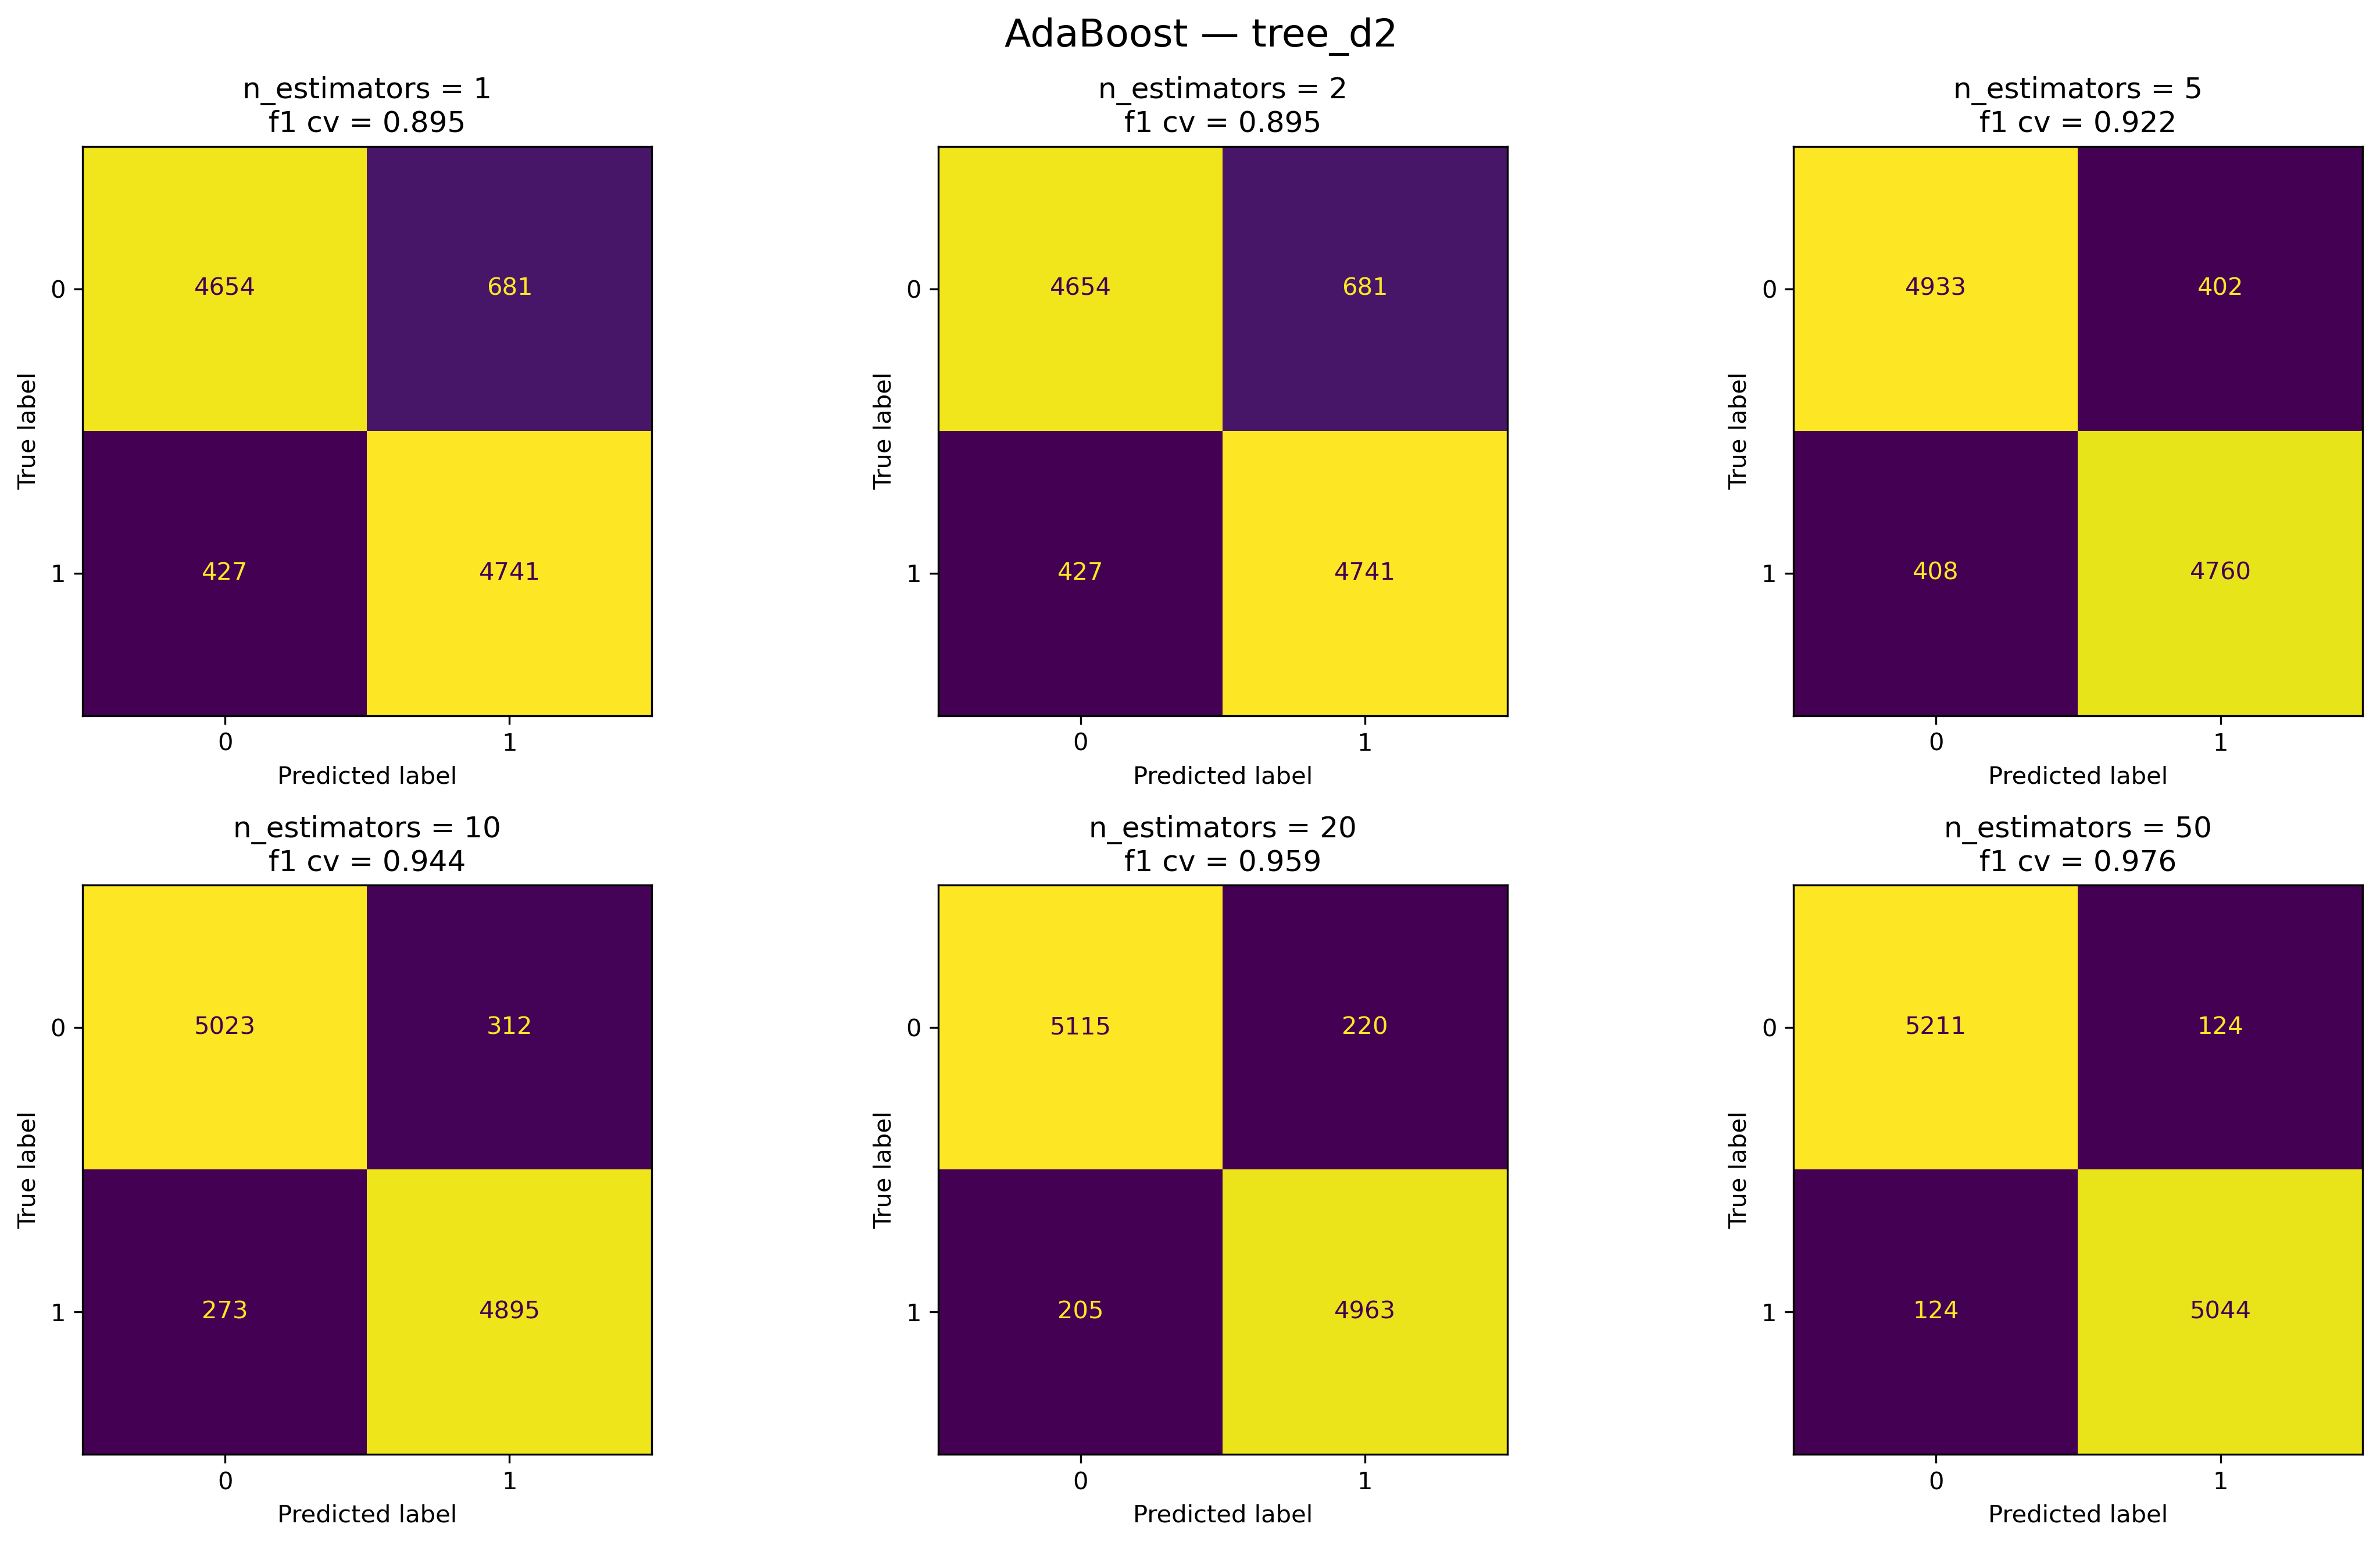 AdaBoost — tree_d2
n_estimators = 1
f1 cv = 0.895
True label
0
4654
681
1
427
4741
0
1
Predicted label
n_estimators = 2
f1 cv = 0.895
True label
0
4654
681
1
427
4741
0
1
Predicted label
n_estimators = 5
f1 cv = 0.922
True label
0
4933
402
1
408
4760
0
1
Predicted label
n_estimators = 10
f1 cv = 0.944
True label
0
5023
312
1
273
4895
0
1
Predicted label
n_estimators = 20
f1 cv = 0.959
True label
0
5115
220
1
205
4963
0
1
Predicted label
n_estimators = 50
f1 cv = 0.976
True label
0
5211
124
1
124
5044
0
1
Predicted label